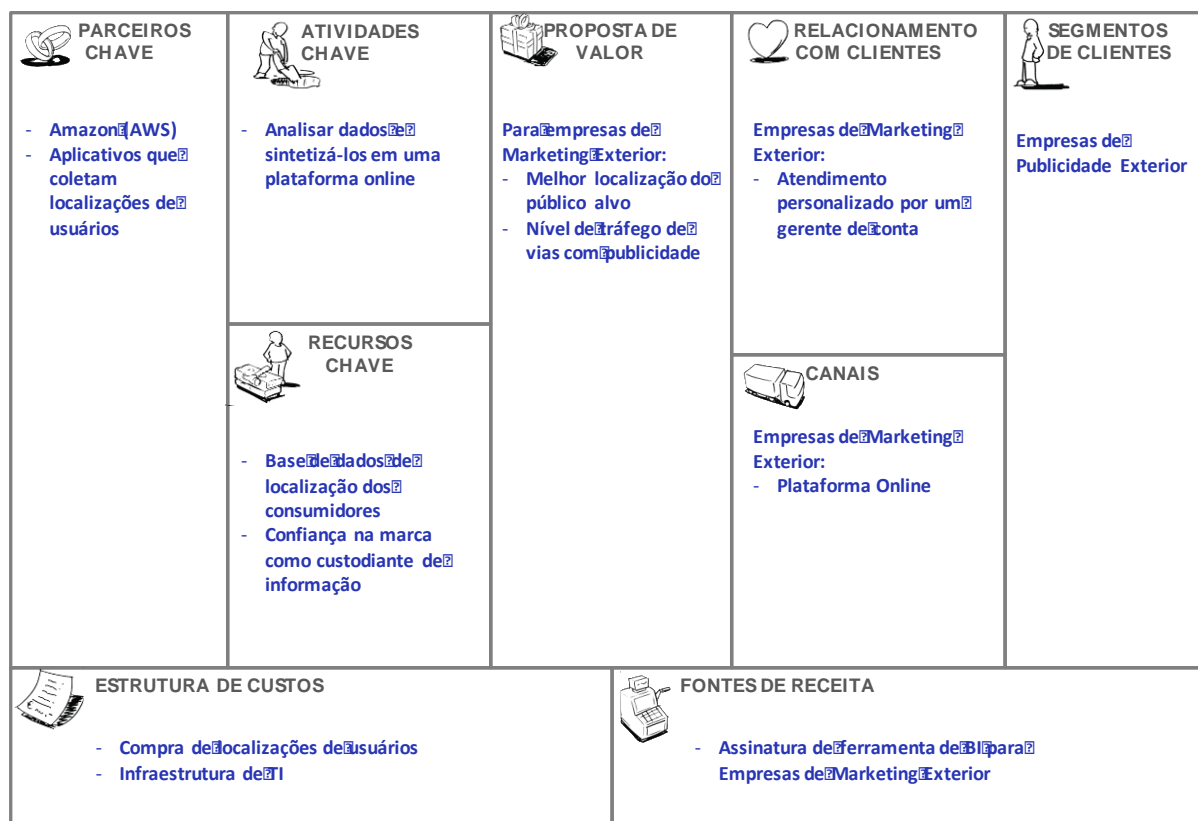 PARCEIROS
CHAVE
- Amazon (AWS)
- Aplicativos que
coletam
localizações de
usuários
ATIVIDADES
CHAVE
- Analisar dados e
sintetizá-los em uma
plataforma online
RECURSOS
CHAVE
- Base de dados de
localização dos
consumidores
- Confiança na marca
como custodiante de
informação
PROPOSTA DE
VALOR
Para empresas de
Marketing Exterior:
- Melhor localização do
público alvo
- Nível de tráfego de
vias com publicidade
RELACIONAMENTO
COM CLIENTES
Empresas de Marketing
Exterior:
- Atendimento
personalizado por um
gerente de conta
CANAIS
Empresas de Marketing
Exterior:
- Plataforma Online
SEGMENTOS
DE CLIENTES
Empresas de
Publicidade Exterior
ESTRUTURA DE CUSTOS
- Compra de localizações de usuários
- Infraestrutura de TI
FONTES DE RECEITA
- Assinatura de ferramenta de BI para
Empresas de Marketing Exterior